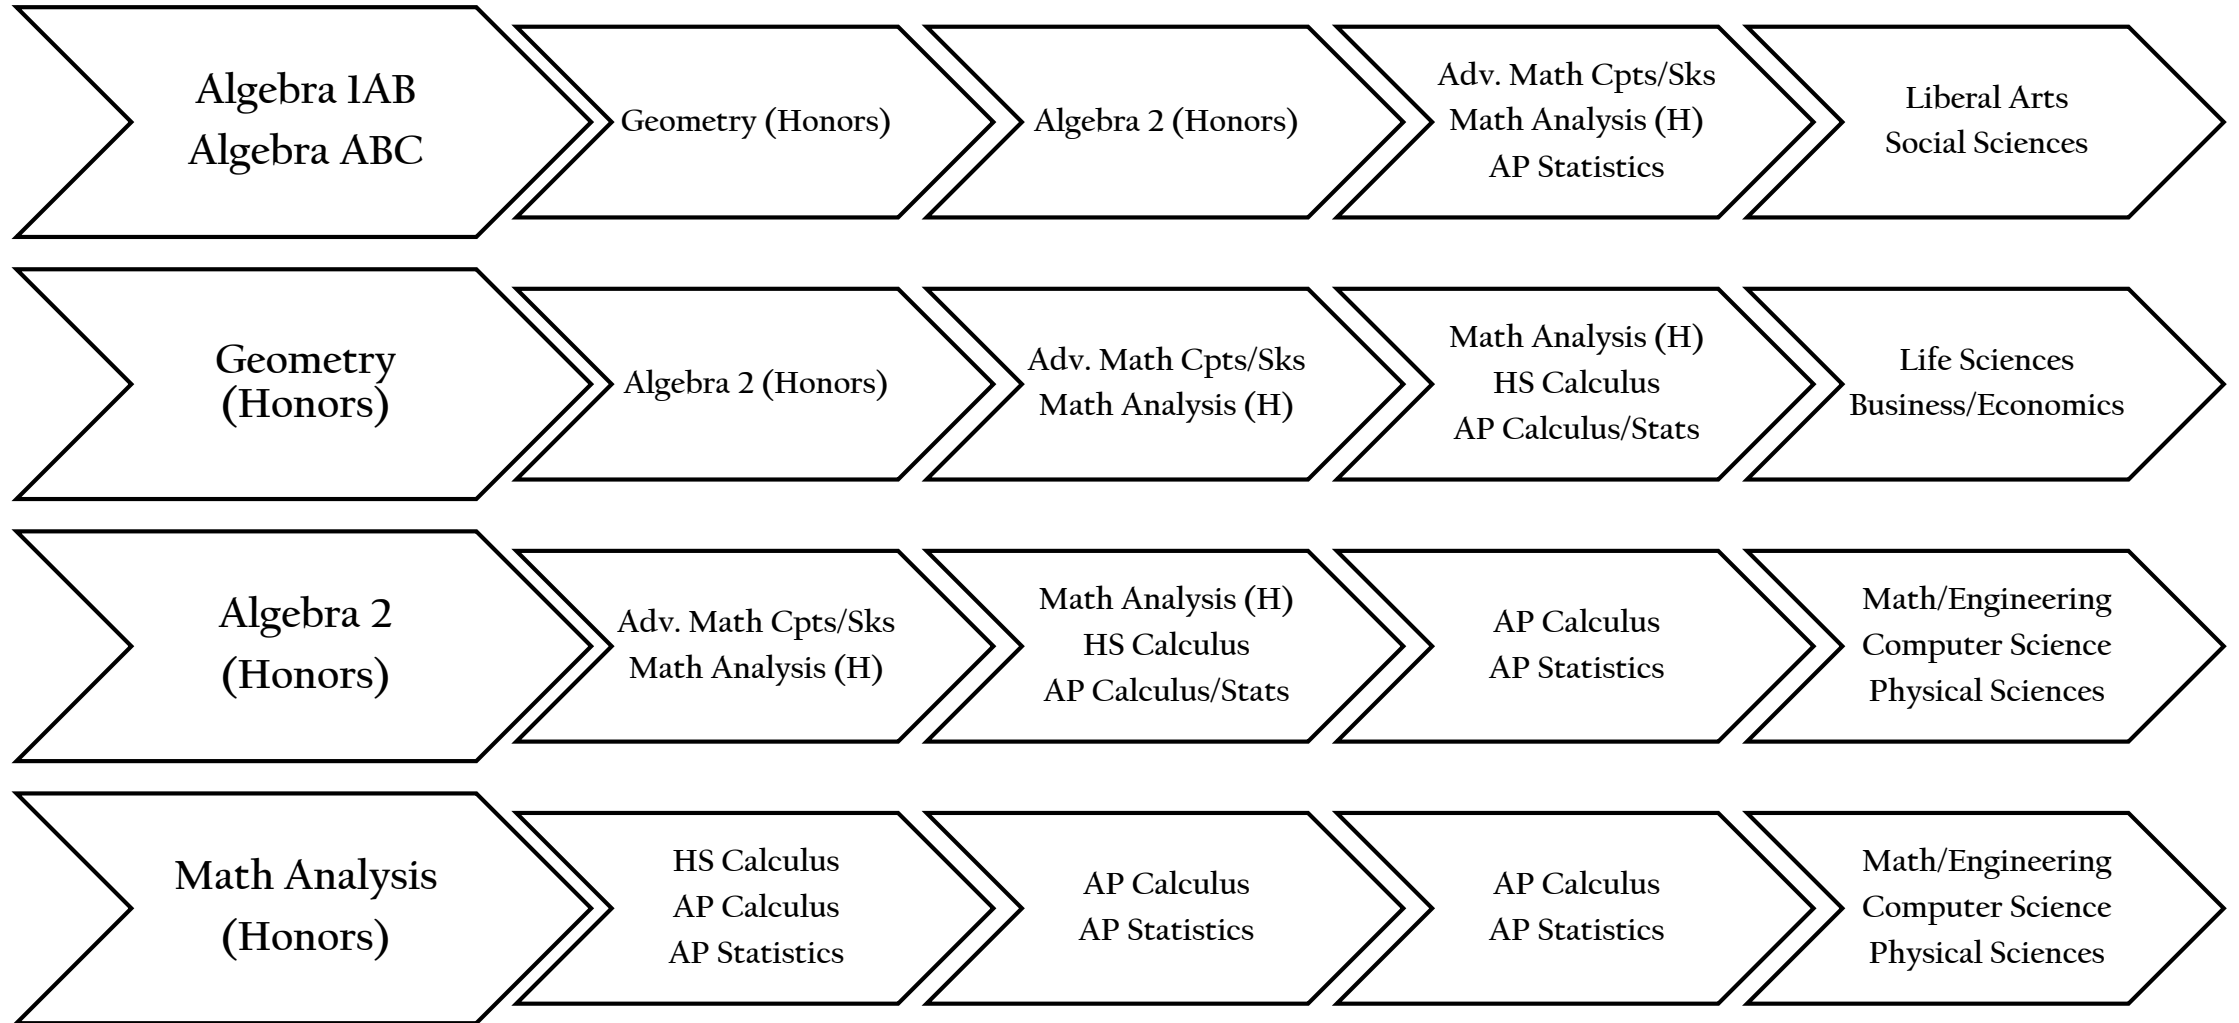 Algebra 1AB
Algebra ABC
Geometry (Honors)
Algebra 2 (Honors)
Adv. Math Cpts/Sks
Math Analysis (H)
AP Statistics
Liberal Arts
Social Sciences
Geometry
(Honors)
Algebra 2 (Honors)
Adv. Math Cpts/Sks
Math Analysis (H)
Math Analysis (H)
HS Calculus
AP Calculus/Stats
Life Sciences
Business/Economics
Algebra 2
(Honors)
Adv. Math Cpts/Sks
Math Analysis (H)
Math Analysis (H)
HS Calculus
AP Calculus/Stats
AP Calculus
AP Statistics
Math/Engineering
Computer Science
Physical Sciences
Math Analysis
(Honors)
HS Calculus
AP Calculus
AP Statistics
AP Calculus
AP Statistics
AP Calculus
AP Statistics
Math/Engineering
Computer Science
Physical Sciences